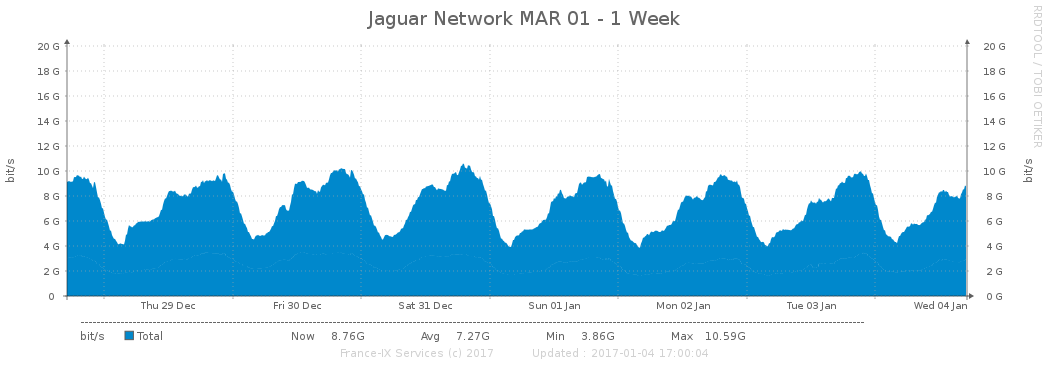 Jaguar Network MAR 01 - 1 Week
RRDTOOL / TOBI OETIKER
20 G 20 G
18 G 18 G
16 G 16 G
14 G 14 G
12 G 12 G
10 G 10 G
8 G 8 G
6 G 6 G
4 G 4 G
2 G 2 G
0 0 G
bit/s
bit/s
Thu 29 Dec Fri 30 Dec Sat 31 Dec Sun 01 Jan Mon 02 Jan Tue 03 Jan Wed 04 Jan
bit/s Total Now 8.76G Avg 7.27G Min 3.86G Max 10.59G
France-IX Services (c) 2017 Updated : 2017-01-04 17:00:04